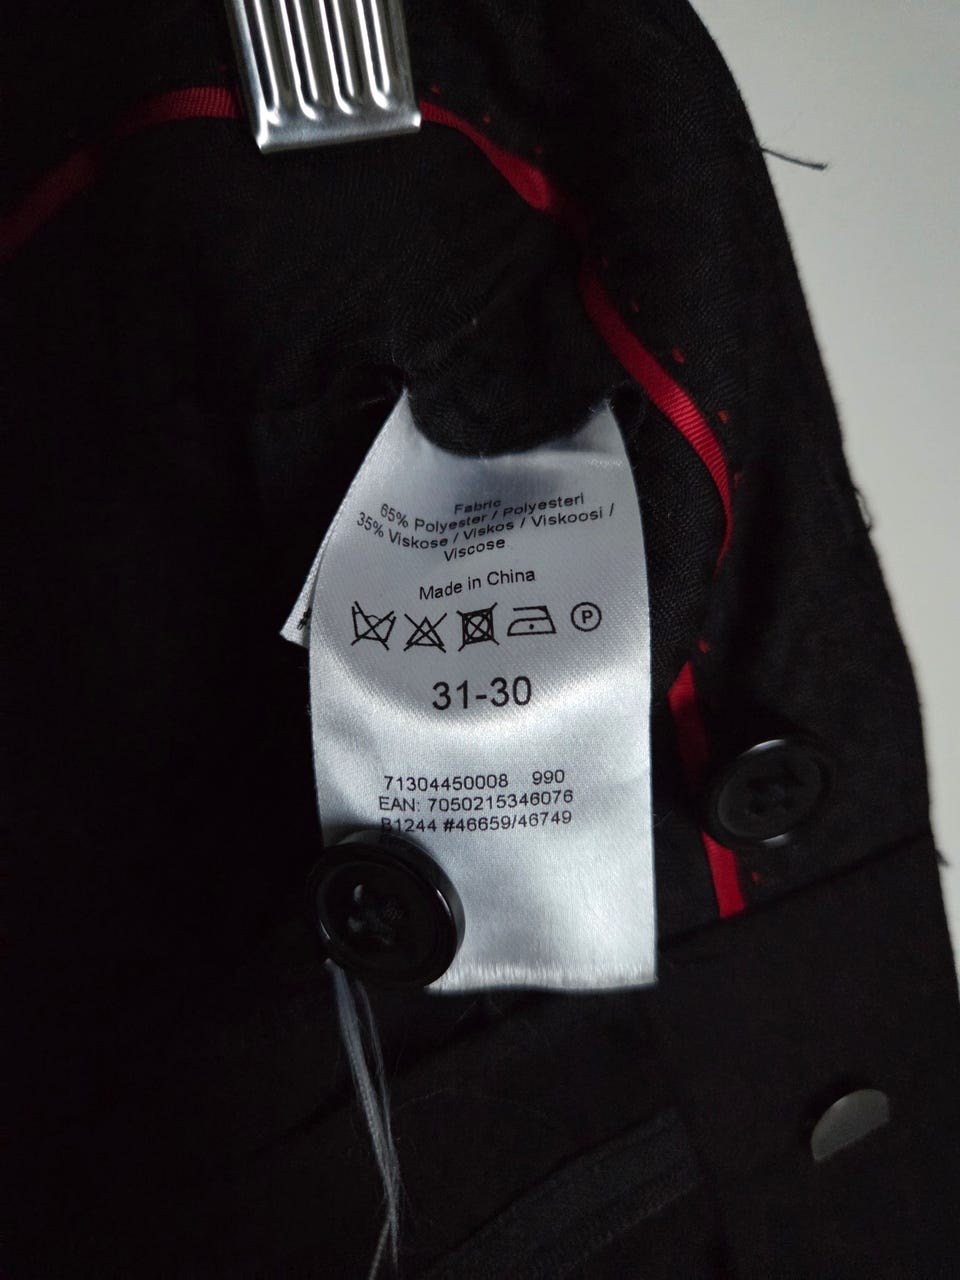 Fabric
65% Polyester / Polyesteri
35% Viskose / Viskos / Viskoosi /
Viscose
Made in China
P
31-30
71304450008 990
EAN: 7050215346076
B1244 #46659/46749